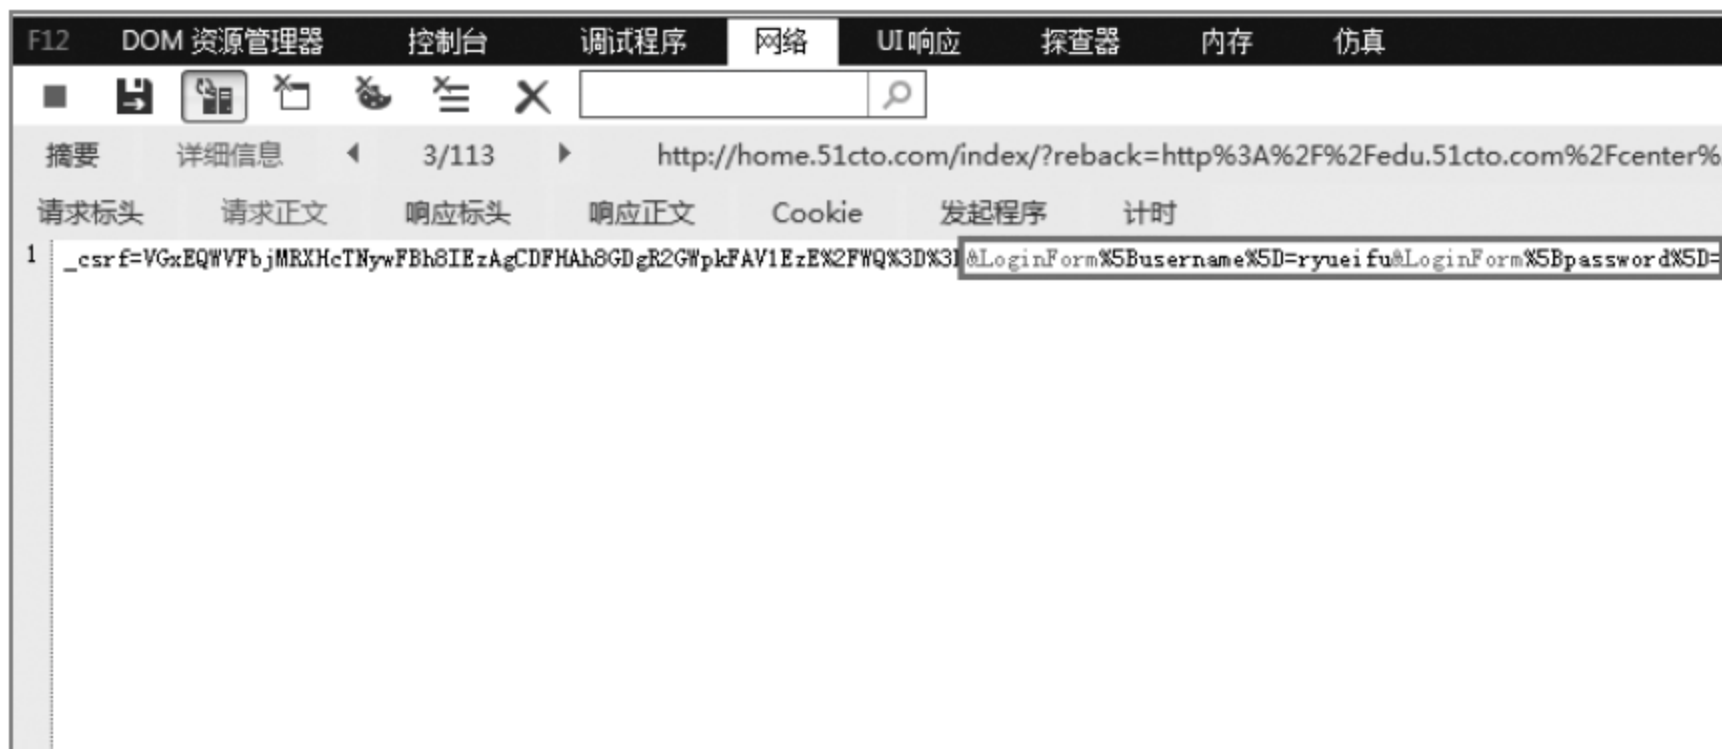 F12 DOM 资源管理器 控制台 调试程序 网络 UI 响应 探查器 内存 仿真
摘要 详细信息 3/113 http://home.51cto.com/index/?reback=http%3A%2F%2Fedu.51cto.com%2Fcenter%
请求标头 请求正文 响应标头 响应正文 Cookie 发起程序 计时
1 _csrf=VGxEQWVFbjMRXHcTNywFBh8IEzAgCDFHAh8GDgR2GWpkFAV1EzE%2FWQ%3D%3D&LoginForm%5Busername%5D=ryueifu&LoginForm%5Bpassword%5D=